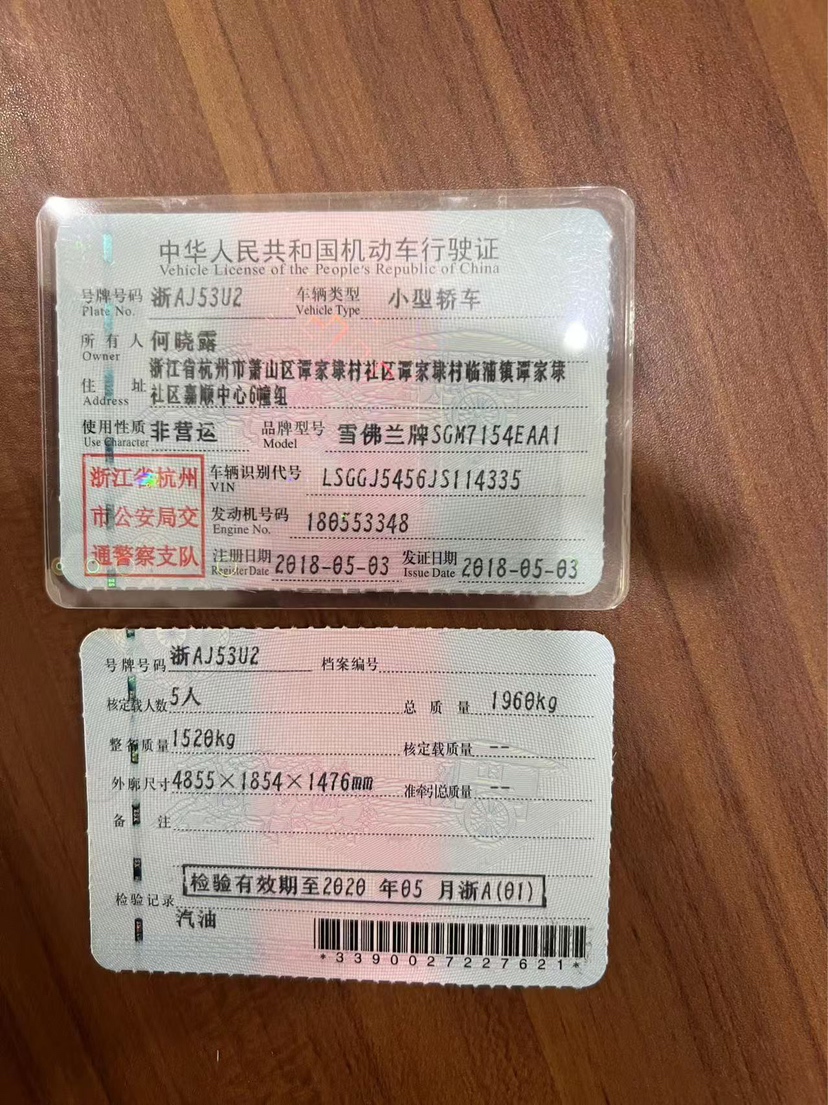 中华人民共和国机动车行驶证
Vehicle License of the People's Republic of China
号牌号码 浙AJ53U2 车辆类型 小型轿车
Plate No. Vehicle Type
所有人 何晓露
Owner
住址 浙江省杭州市萧山区谭家埭村社区谭家埭村临浦镇谭家埭
Address 社区嘉顺中心6幢组
使用性质 非营运 品牌型号 雪佛兰牌SGM7154EAA1
Use Character Model
浙江省杭州 车辆识别代号 LSGGJ5456JS114335
VIN
市公安局交 发动机号码 180553348
Engine No.
通警察支队 注册日期 2018-05-03 发证日期 2018-05-03
Register Date Issue Date
号牌号码 浙AJ53U2 档案编号
核定载人数 5人 总质量 1960kg
整备质量 1520kg 核定载质量 --
外廓尺寸 4855×1854×1476mm 准牵引总质量 --
备注
检验有效期至2020 年05 月浙A(01)
检验记录
汽油
*3390027227621*